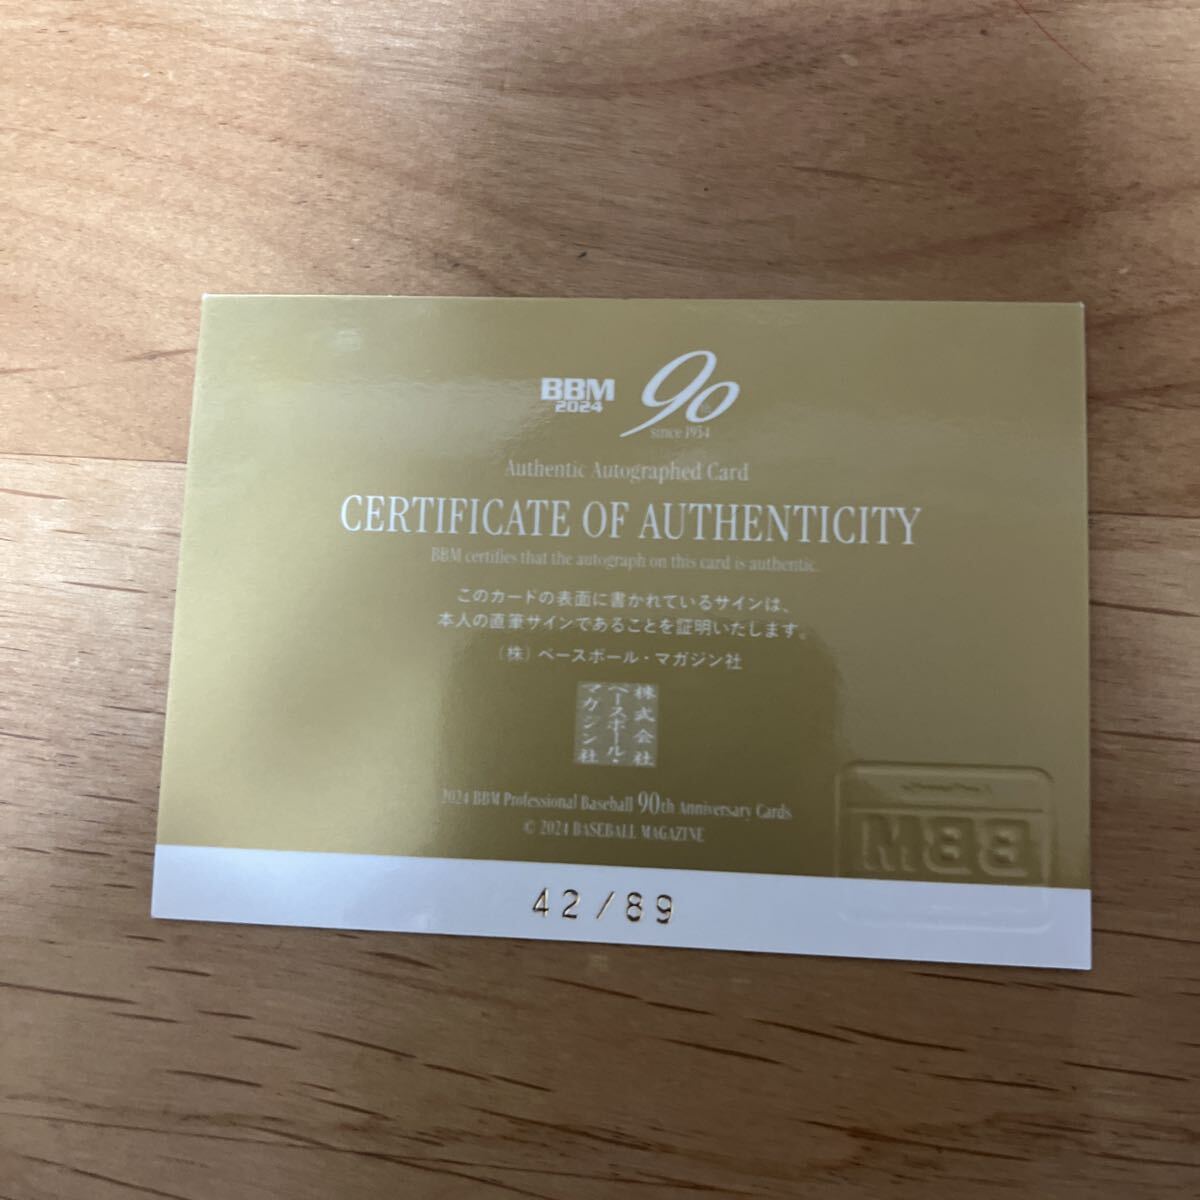 BBM
2024
90th
since 1934
Authentic Autographed Card
CERTIFICATE OF AUTHENTICITY
BBM certifies that the autograph on this card is authentic.
このカードの表面に書かれているサインは、
本人の直筆サインであることを証明いたします。
(株)ベースボール・マガジン社
株式会社
ベースボール・
マガジン社
2024 BBM Professional Baseball 90th Anniversary Cards
© 2024 BASEBALL MAGAZINE
BBM
42/89